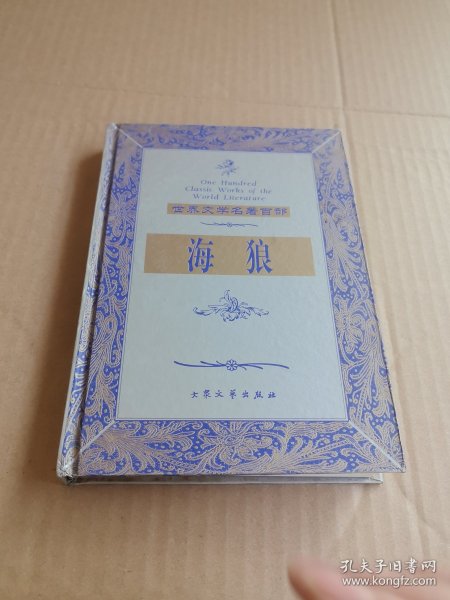 One Hundred
Classic Works of the
World Literature
世界文学名著百部
海狼
大众文艺出版社
孔夫子旧书网
www.kongfz.com